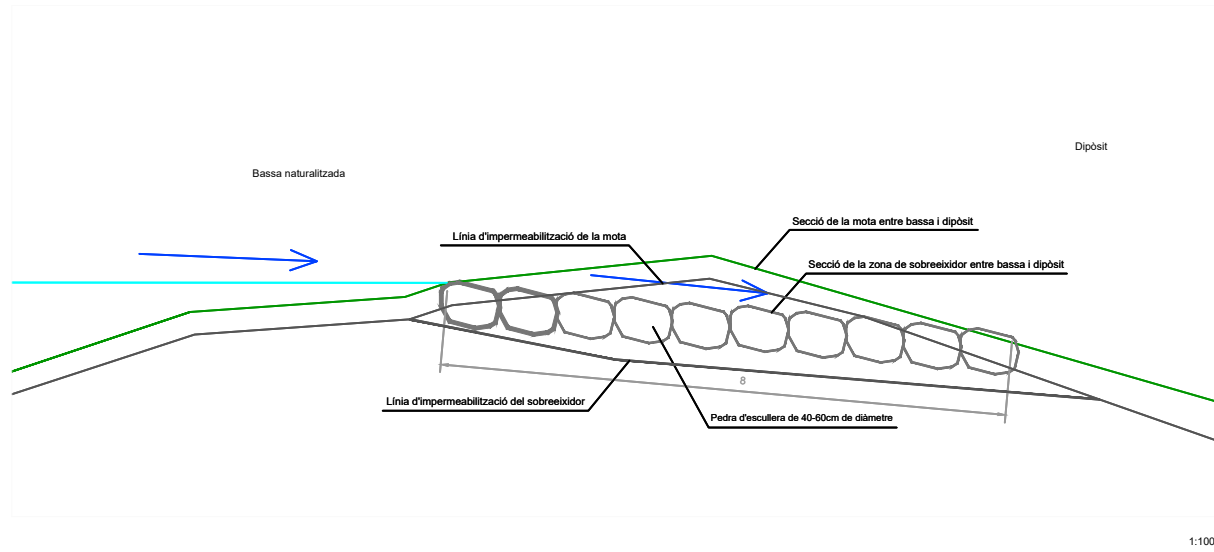 Dipòsit
Bassa naturalitzada
Secció de la mota entre bassa i dipòsit
Línia d'impermeabilització de la mota
Secció de la zona de sobreeixidor entre bassa i dipòsit
8
Línia d'impermeabilització del sobreeixidor
Pedra d'escullera de 40-60cm de diàmetre
1:100